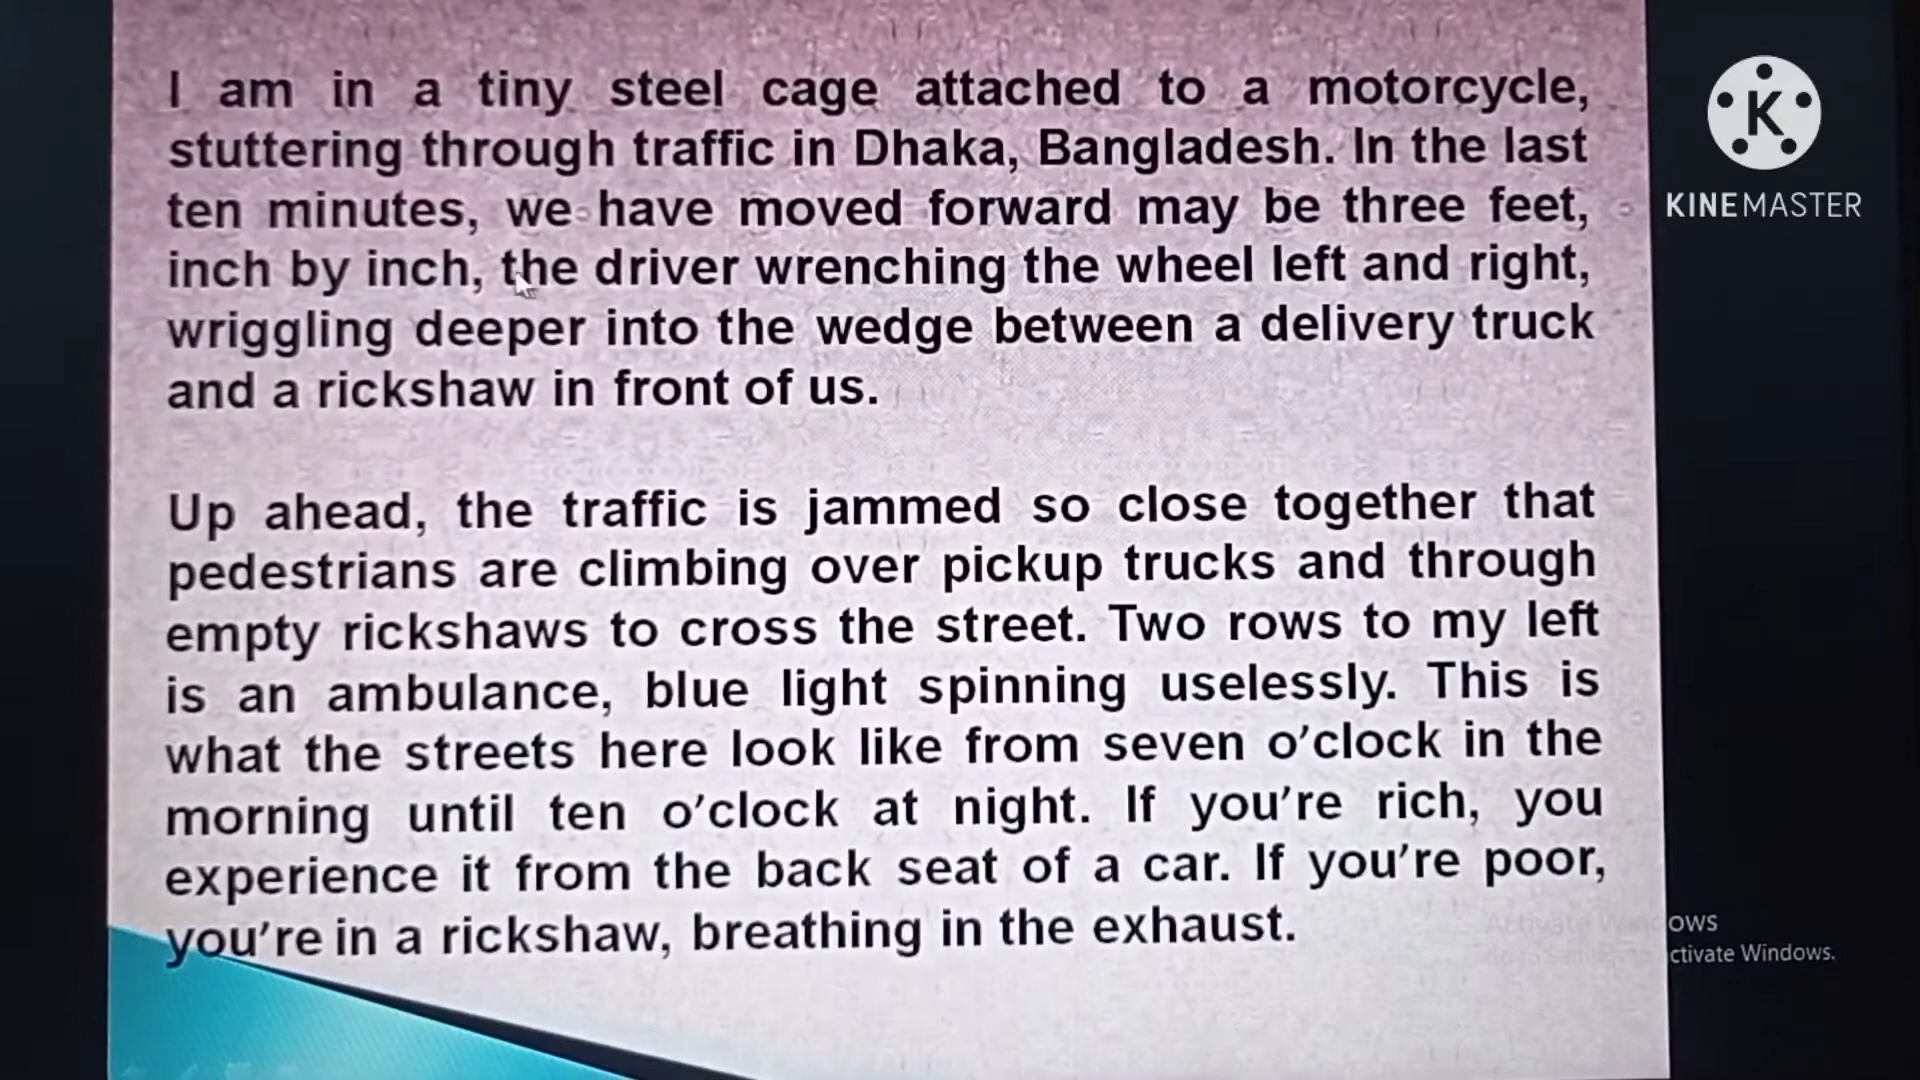 I am in a tiny steel cage attached to a motorcycle,
stuttering through traffic in Dhaka, Bangladesh. In the last
ten minutes, we have moved forward may be three feet,
inch by inch, the driver wrenching the wheel left and right,
wriggling deeper into the wedge between a delivery truck
and a rickshaw in front of us.
Up ahead, the traffic is jammed so close together that
pedestrians are climbing over pickup trucks and through
empty rickshaws to cross the street. Two rows to my left
is an ambulance, blue light spinning uselessly. This is
what the streets here look like from seven o'clock in the
morning until ten o'clock at night. If you're rich, you
experience it from the back seat of a car. If you're poor,
you're in a rickshaw, breathing in the exhaust.
K
KINEMASTER
Activate Windows
Activate Windows.